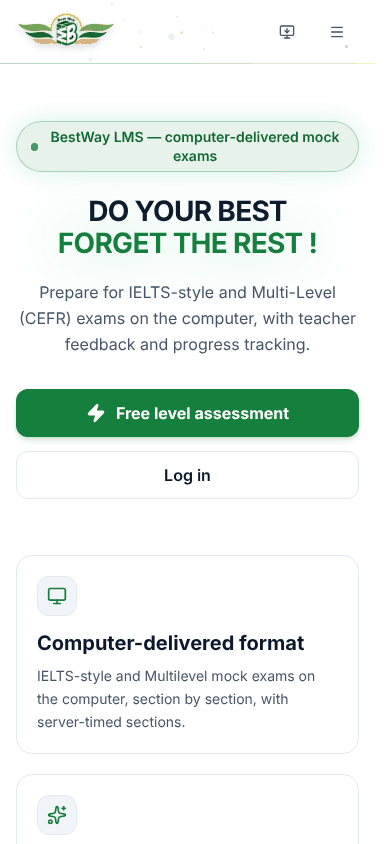 Best Way
BestWay LMS — computer-delivered mock
exams
DO YOUR BEST
FORGET THE REST !
Prepare for IELTS-style and Multi-Level
(CEFR) exams on the computer, with teacher
feedback and progress tracking.
Free level assessment
Log in
Computer-delivered format
IELTS-style and Multilevel mock exams on
the computer, section by section, with
server-timed sections.